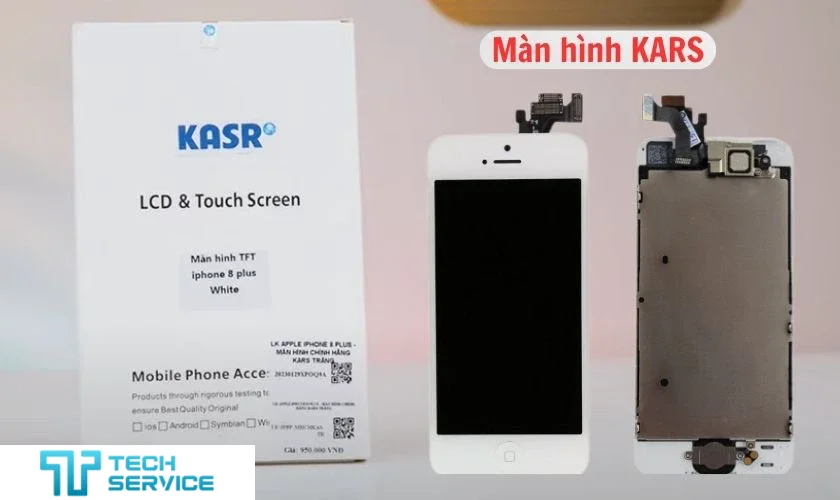 Màn hình KARS
KASR
LCD & Touch Screen
Màn hình TFT
iphone 8 plus
White
LK APPLE IPHONE 8 PLUS -
MÀN HÌNH CHÍNH HÃNG
KARS TRẮNG
Mobile Phone Acce
Products through rigorous testing to
ensure Best Quality Original
ios Android Symbian Wi
Giá: 950.000 VNĐ
TECH
SERVICE